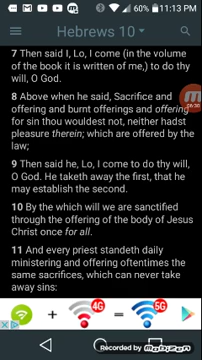 60% 11:13 PM
Hebrews 10
7 Then said I, Lo, I come (in the volume
of the book it is written of me,) to do thy
will, O God.
8 Above when he said, Sacrifice and
offering and burnt offerings and offering
for sin thou wouldest not, neither hadst
pleasure therein; which are offered by the
law;
9 Then said he, Lo, I come to do thy will,
O God. He taketh away the first, that he
may establish the second.
10 By the which will we are sanctified
through the offering of the body of Jesus
Christ once for all.
11 And every priest standeth daily
ministering and offering oftentimes the
same sacrifices, which can never take
away sins:
+ 4G = 5G
Recorded by
Mobizen